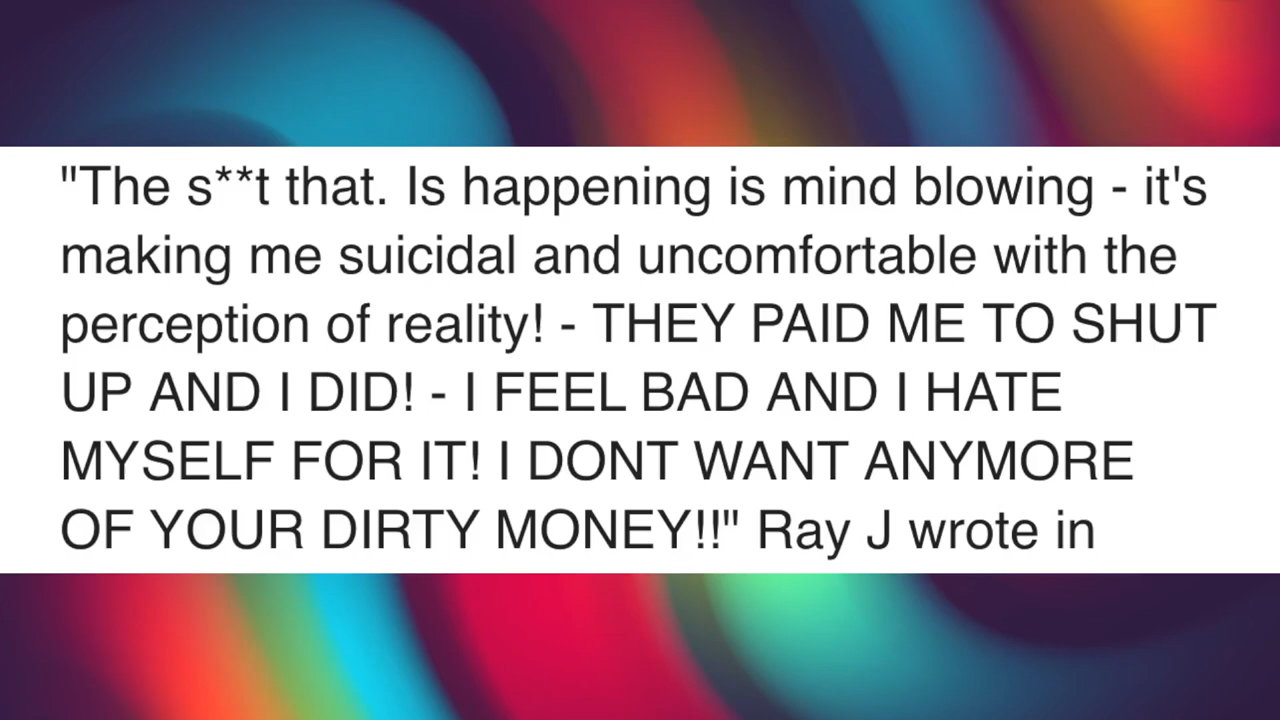 "The s**t that. Is happening is mind blowing - it's
making me suicidal and uncomfortable with the
perception of reality! - THEY PAID ME TO SHUT
UP AND I DID! - I FEEL BAD AND I HATE
MYSELF FOR IT! I DONT WANT ANYMORE
OF YOUR DIRTY MONEY!!" Ray J wrote in